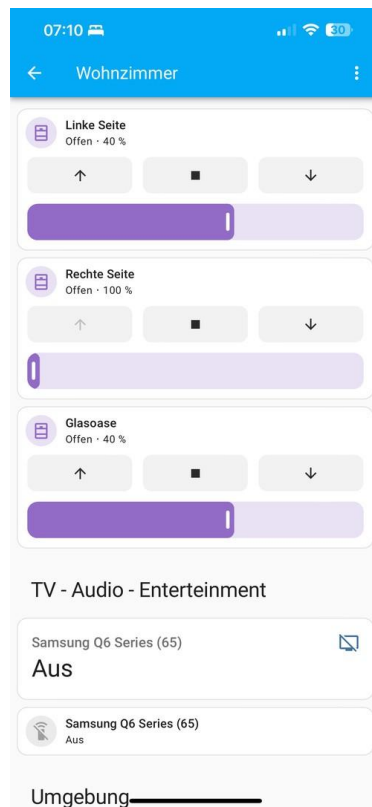 07:10
30
Wohnzimmer
Linke Seite
Offen · 40 %
Rechte Seite
Offen · 100 %
Glasoase
Offen · 40 %
TV - Audio - Enterteinment
Samsung Q6 Series (65)
Aus
Samsung Q6 Series (65)
Aus
Umgebung